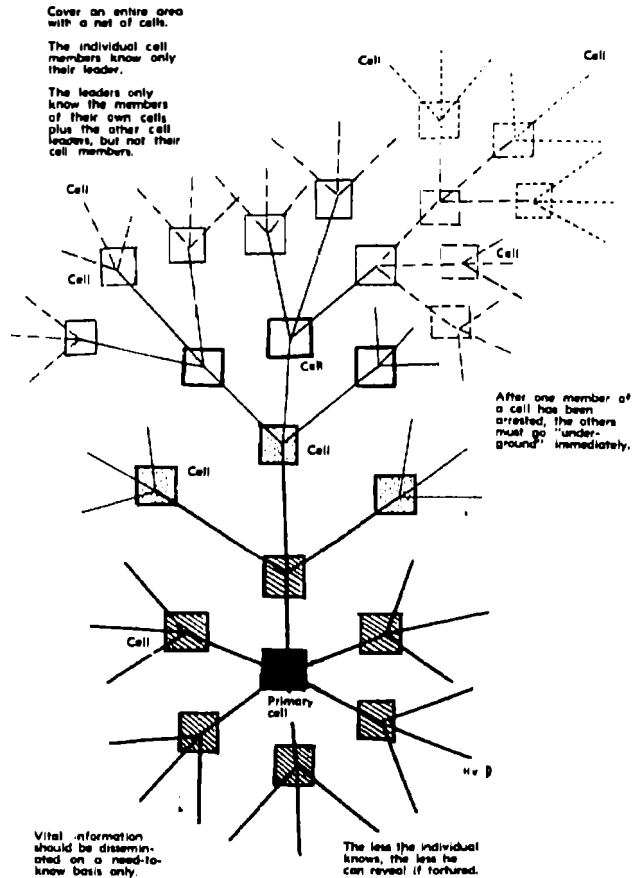 Cover an entire area
with a net of cells.
The individual cell
members know only
their leader.
The leaders only
know the members
of their own cells
plus the other cell
leaders, but not their
cell members.
Cell
Cell
Cell
Cell
Cell
Cell
After one member of
a cell has been
arrested, the others
must go "under-
ground" immediately.
Cell
Cell
Cell
Primary
cell
Vital information
should be dissemin-
ated on a need-to-
know basis only.
The less the individual
knows, the less he
can reveal if tortured.